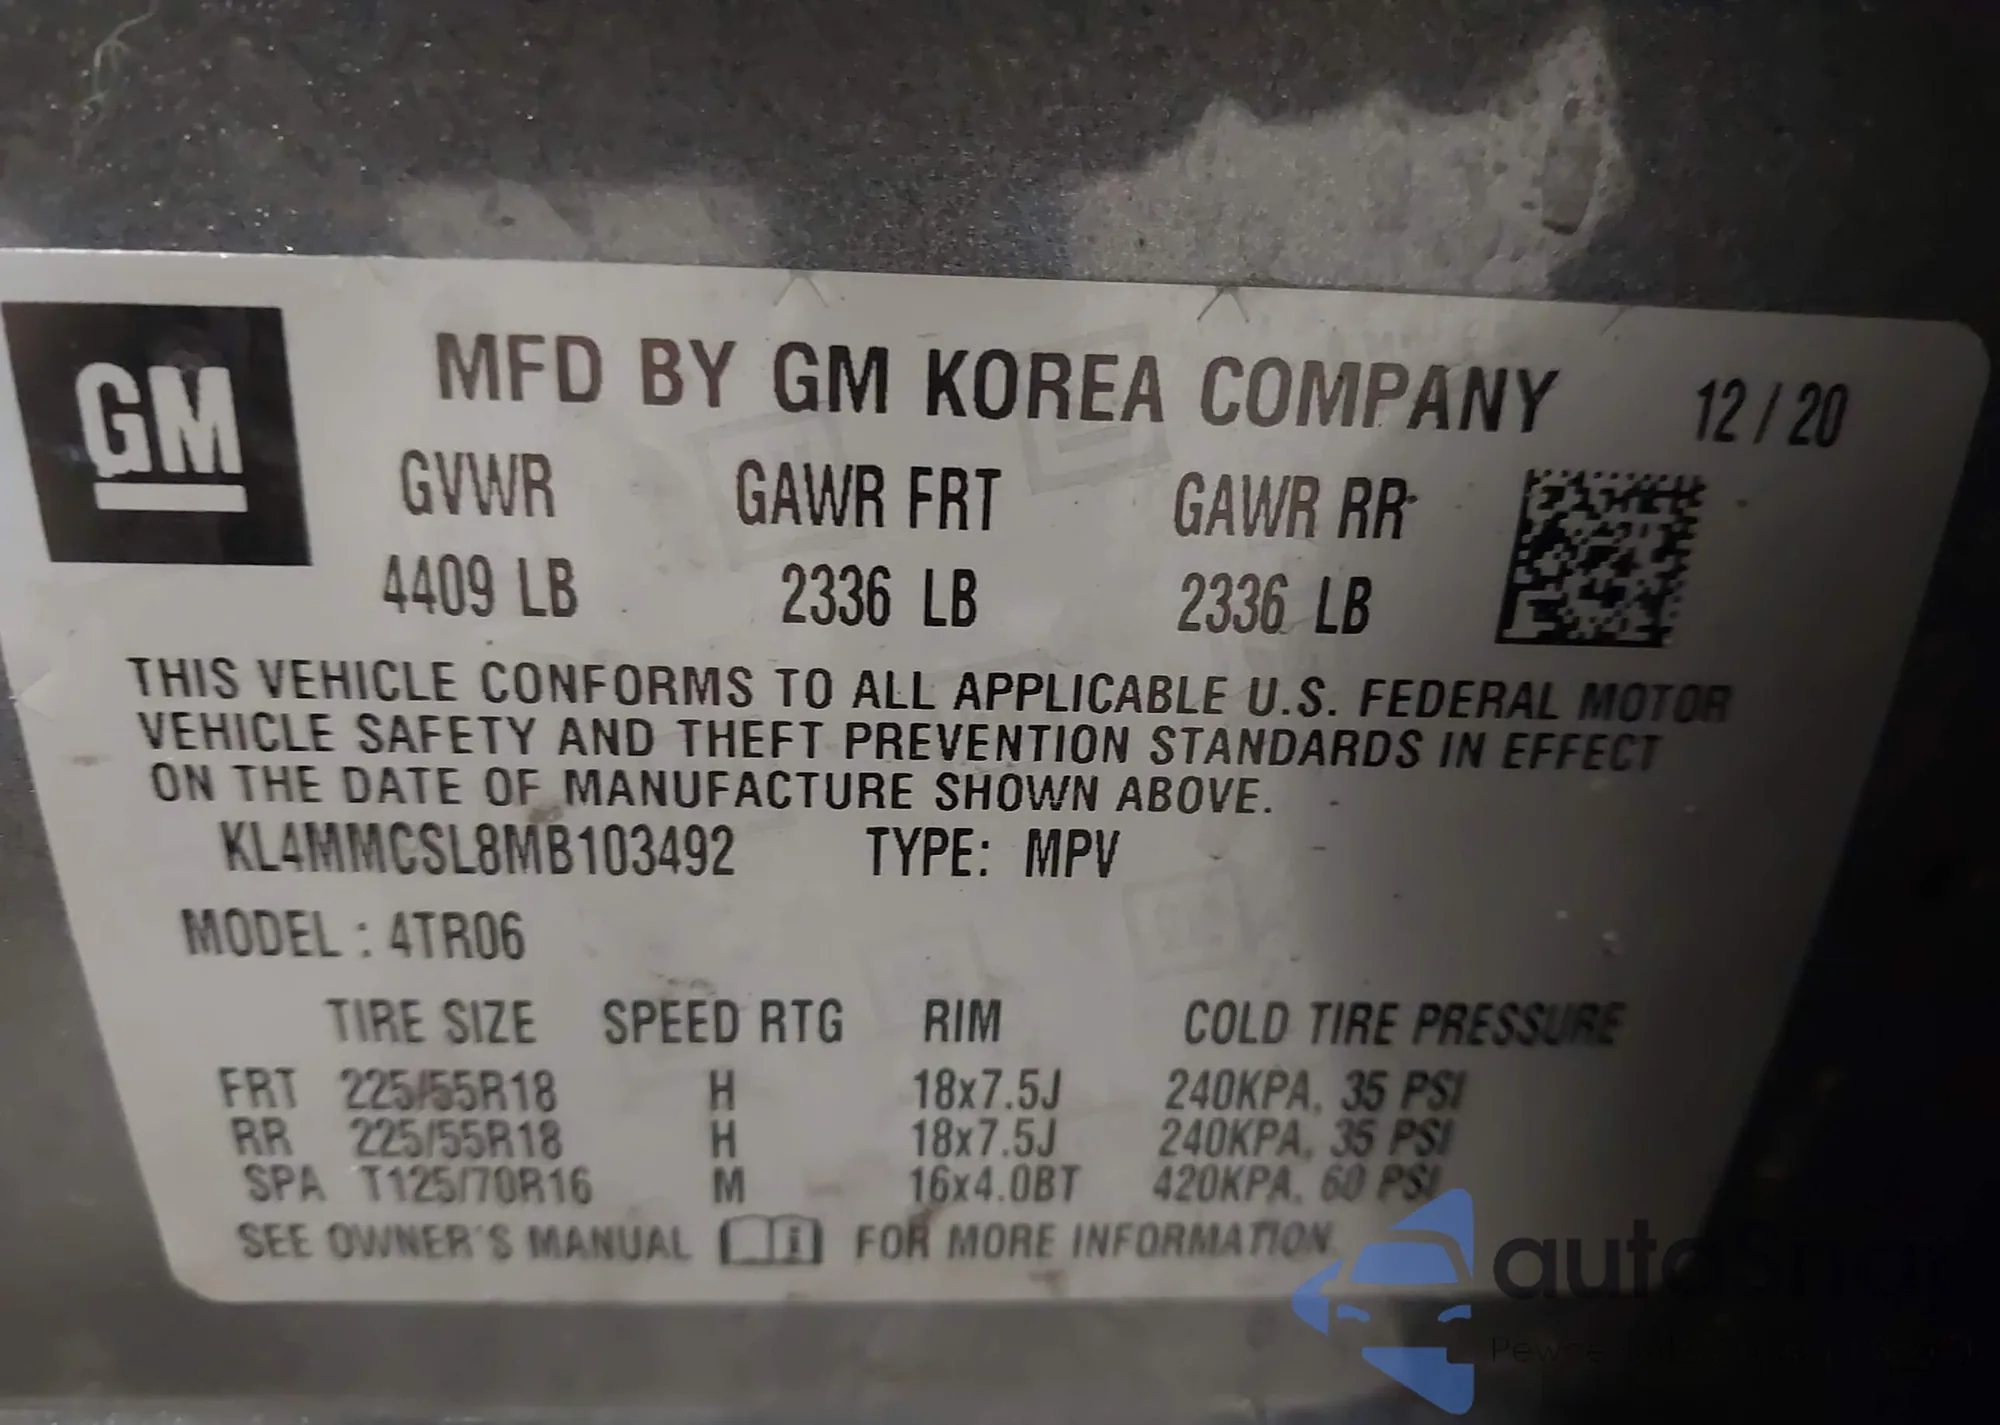 GM
MFD BY GM KOREA COMPANY 12/20
GVWR GAWR FRT GAWR RR
4409 LB 2336 LB 2336 LB
THIS VEHICLE CONFORMS TO ALL APPLICABLE U.S. FEDERAL MOTOR
VEHICLE SAFETY AND THEFT PREVENTION STANDARDS IN EFFECT
ON THE DATE OF MANUFACTURE SHOWN ABOVE.
KL4MMCSL8MB103492 TYPE: MPV
MODEL : 4TR06
TIRE SIZE SPEED RTG RIM COLD TIRE PRESSURE
FRT 225/55R18 H 18x7.5J 240KPA, 35 PSI
RR 225/55R18 H 18x7.5J 240KPA, 35 PSI
SPA T125/70R16 M 16x4.0BT 420KPA, 60 PSI
SEE OWNER'S MANUAL FOR MORE INFORMATION